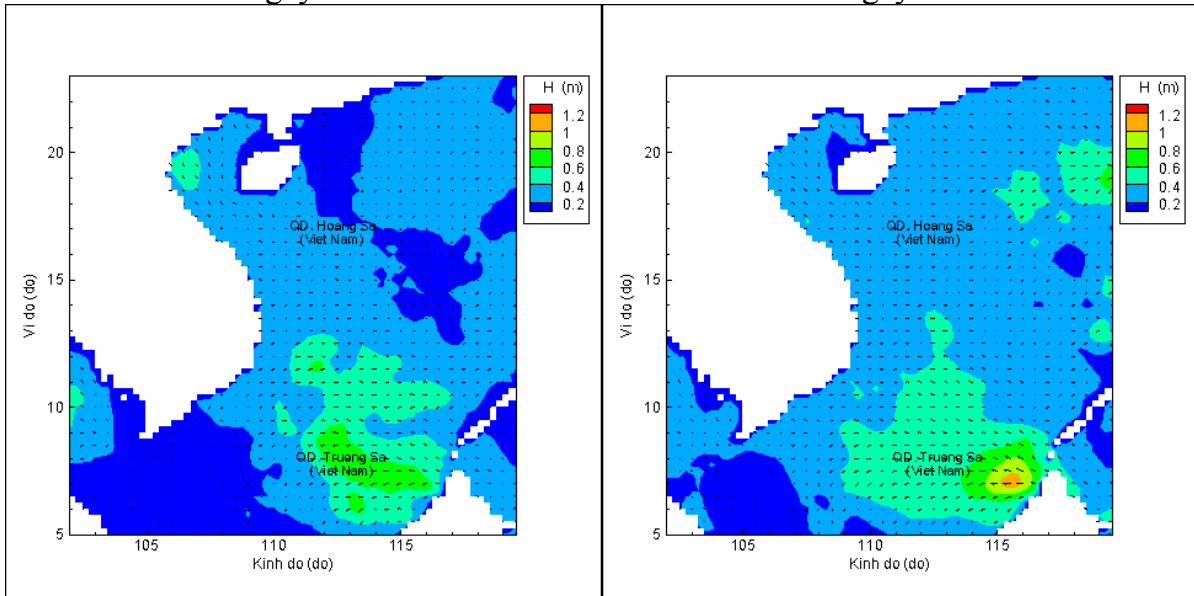 H (m)
1.2
1
0.8
0.6
0.4
0.2
20
15
10
5
Vi do (do)
QD. Hoang Sa
(Viet Nam)
QD. Truong Sa
(Viet Nam)
105
110
115
Kinh do (do)
H (m)
1.2
1
0.8
0.6
0.4
0.2
20
15
10
5
Vi do (do)
QD. Hoang Sa
(Viet Nam)
QD. Truong Sa
(Viet Nam)
105
110
115
Kinh do (do)